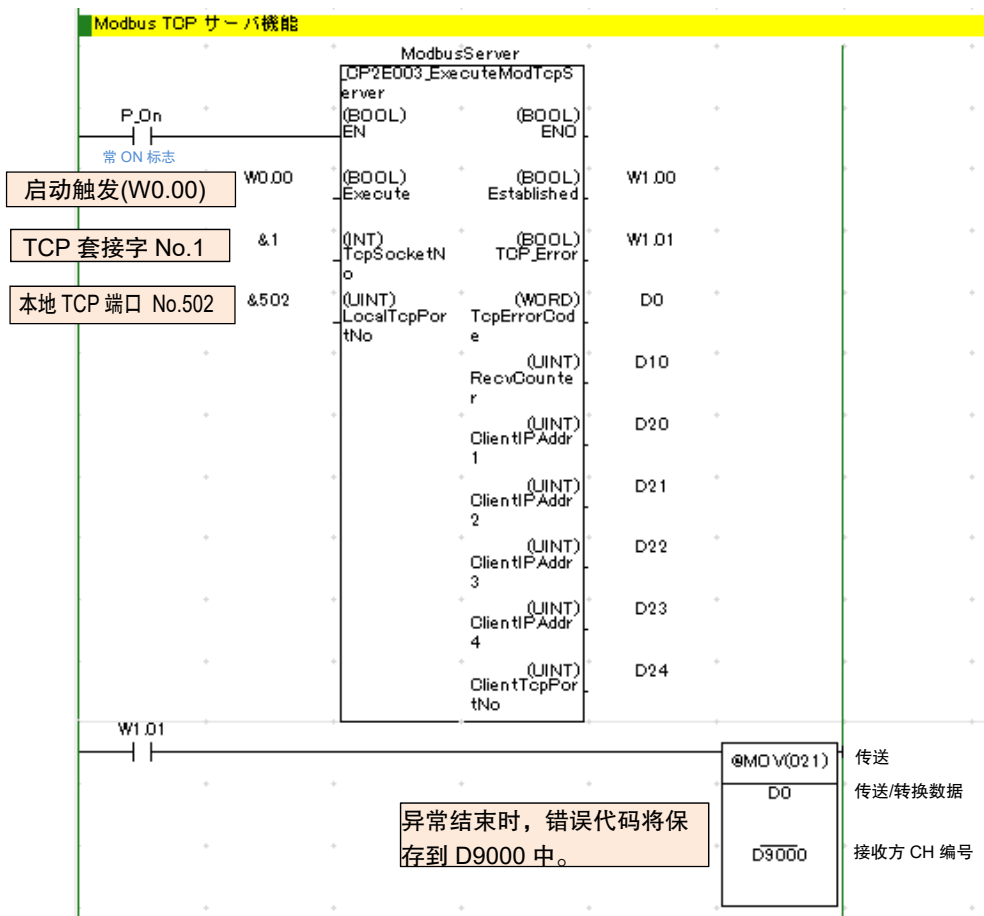 Modbus TCP サーバ機能
ModbusServer
_CP2E003_ExecuteModTcpS
erver
P_On
(BOOL)
EN
(BOOL)
ENO
常 ON 标志
启动触发(W0.00)
W0.00
(BOOL)
Execute
(BOOL)
Established
W1.00
TCP 套接字 No.1
&1
(INT)
TcpSocketN
o
(BOOL)
TCP_Error
W1.01
本地 TCP 端口 No.502
&502
(UINT)
LocalTcpPor
tNo
(WORD)
TcpErrorCod
e
D0
(UINT)
RecvCounte
r
D10
(UINT)
ClientIPAddr
1
D20
(UINT)
ClientIPAddr
2
D21
(UINT)
ClientIPAddr
3
D22
(UINT)
ClientIPAddr
4
D23
(UINT)
ClientTcpPor
tNo
D24
W1.01
@MOV(021)
传送
D0
传送/转换数据
异常结束时，错误代码将保
存到 D9000 中。
D9000
接收方 CH 编号